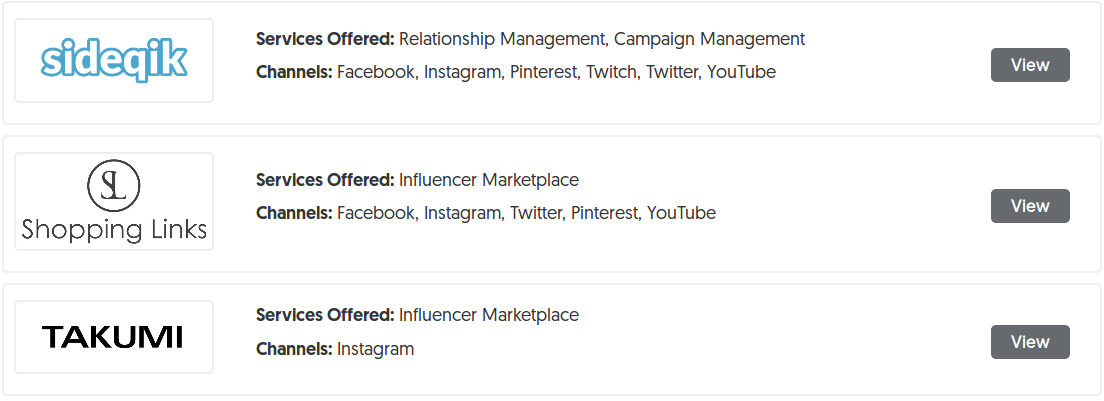 sideqik
Services Offered: Relationship Management, Campaign Management
Channels: Facebook, Instagram, Pinterest, Twitch, Twitter, YouTube
View
SL
Shopping Links
Services Offered: Influencer Marketplace
Channels: Facebook, Instagram, Twitter, Pinterest, YouTube
View
TAKUMI
Services Offered: Influencer Marketplace
Channels: Instagram
View